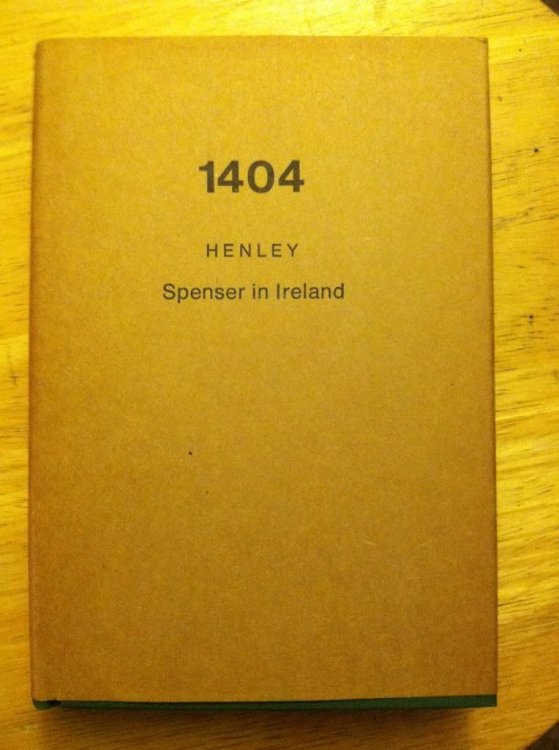 1404
HENLEY
Spenser in Ireland